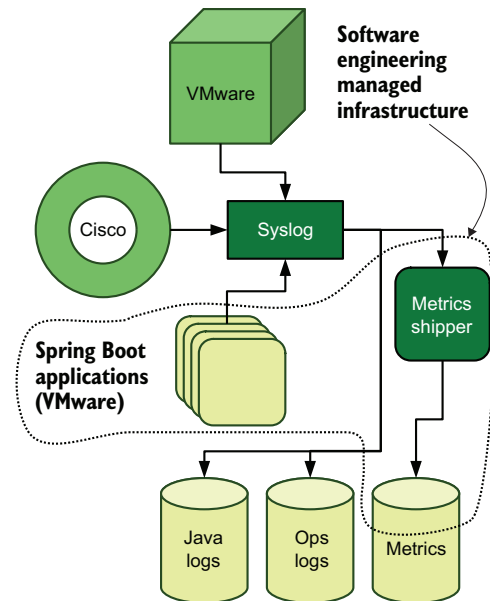 Software
engineering
managed
infrastructure
VMware
Cisco
Syslog
Metrics
shipper
Spring Boot
applications
(VMware)
Java
logs
Ops
logs
Metrics